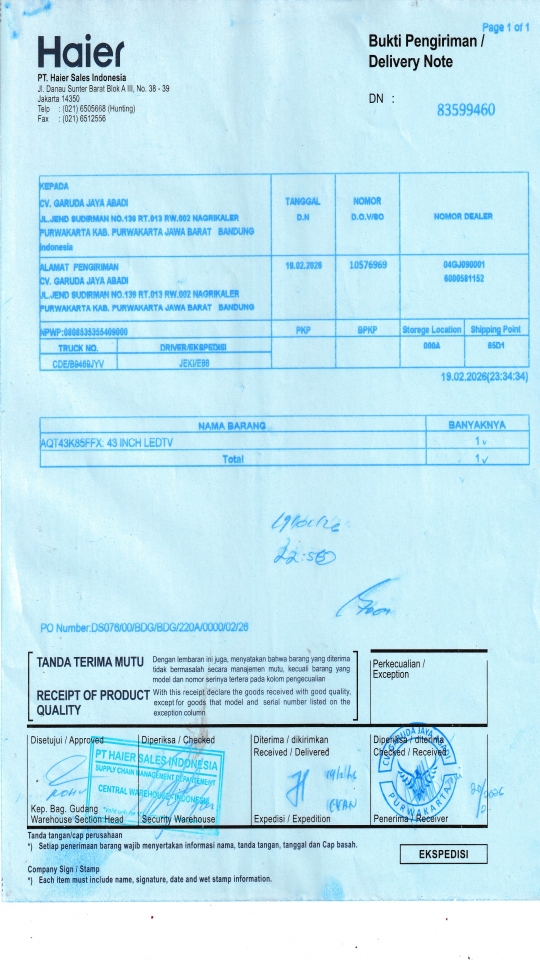 Page 1 of 1
Haier
Bukti Pengiriman /
Delivery Note
PT. Haier Sales Indonesia
Jl. Danau Sunter Barat Blok A III, No. 38 - 39
Jakarta 14350
Telp : (021) 6505668 (Hunting)
Fax : (021) 6512556
DN :
83599460
KEPADA
CV. GARUDA JAYA ABADI
JL.JEND SUDIRMAN NO.139 RT.013 RW.002 NAGRIKALER
PURWAKARTA KAB. PURWAKARTA JAWA BARAT BANDUNG
Indonesia
TANGGAL
D.N
NOMOR
D.O.V/BO
NOMOR DEALER
ALAMAT PENGIRIMAN
CV. GARUDA JAYA ABADI
JL.JEND SUDIRMAN NO.139 RT.013 RW.002 NAGRIKALER
PURWAKARTA KAB. PURWAKARTA JAWA BARAT BANDUNG
19.02.2026
10576969
04GJ090001
6000581152
NPWP:0808535355409000
PKP
BPKP
Storege Location
Shipping Point
TRUCK NO.
DRIVER/EKSPEDISI
000A
65D1
CDE/B9469JYV
JEKI/E86
19.02.2026(23:34:34)
NAMA BARANG
BANYAKNYA
AQT43K85FFX: 43 INCH LEDTV
1
Total
1
PO Number:DS076/00/BDG/BDG/220A/0000/02/26
TANDA TERIMA MUTU
Dengan lembaran ini juga, menyatakan bahwa barang yang diterima
tidak bermasalah secara manajemen mutu, kecuali barang yang
model dan nomor serinya tertera pada kolom pengecualian
RECEIPT OF PRODUCT
QUALITY
With this receipt declare the goods received with good quality,
except for goods that model and serial number listed on the
exception column
Perkecualian /
Exception
Disetujui / Approved
Diperiksa / Checked
Diterima / dikirimkan
Received / Delivered
Diperiksa / diterima
Checked / Received
PT HAIER SALES INDONESIA
SUPPLY CHAIN MANAGEMENT DEPARTEMENT
CENTRAL WAREHOUSE - INDONESIA
CV. GARUDA JAYA ABADI
PURWAKARTA
Kep. Bag. Gudang
Warehouse Section Head
Security Warehouse
Expedisi / Expedition
Penerima / Receiver
Tanda tangan/cap perusahaan
*) Setiap penerimaan barang wajib menyertakan informasi nama, tanda tangan, tanggal dan Cap basah.
EKSPEDISI
Company Sign / Stamp
*) Each item must include name, signature, date and wet stamp information.